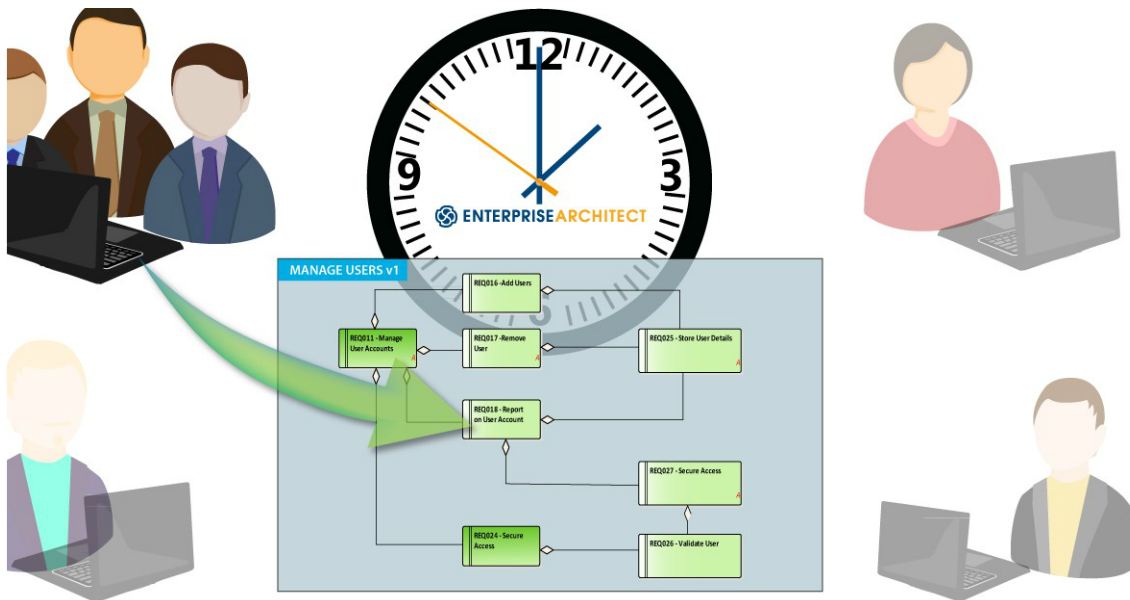 12
9
3
ENTERPRISE ARCHITECT
MANAGE USERS v1
REQ016 -Add Users
REQ011 - Manage
User Accounts
A
REQ017 -Remove
User
A
REQ025 - Store User Details
A
6
REQ018 - Report
on User Account
REQ027 - Secure Access
A
REQ024 - Secure
Access
REQ026 - Validate User